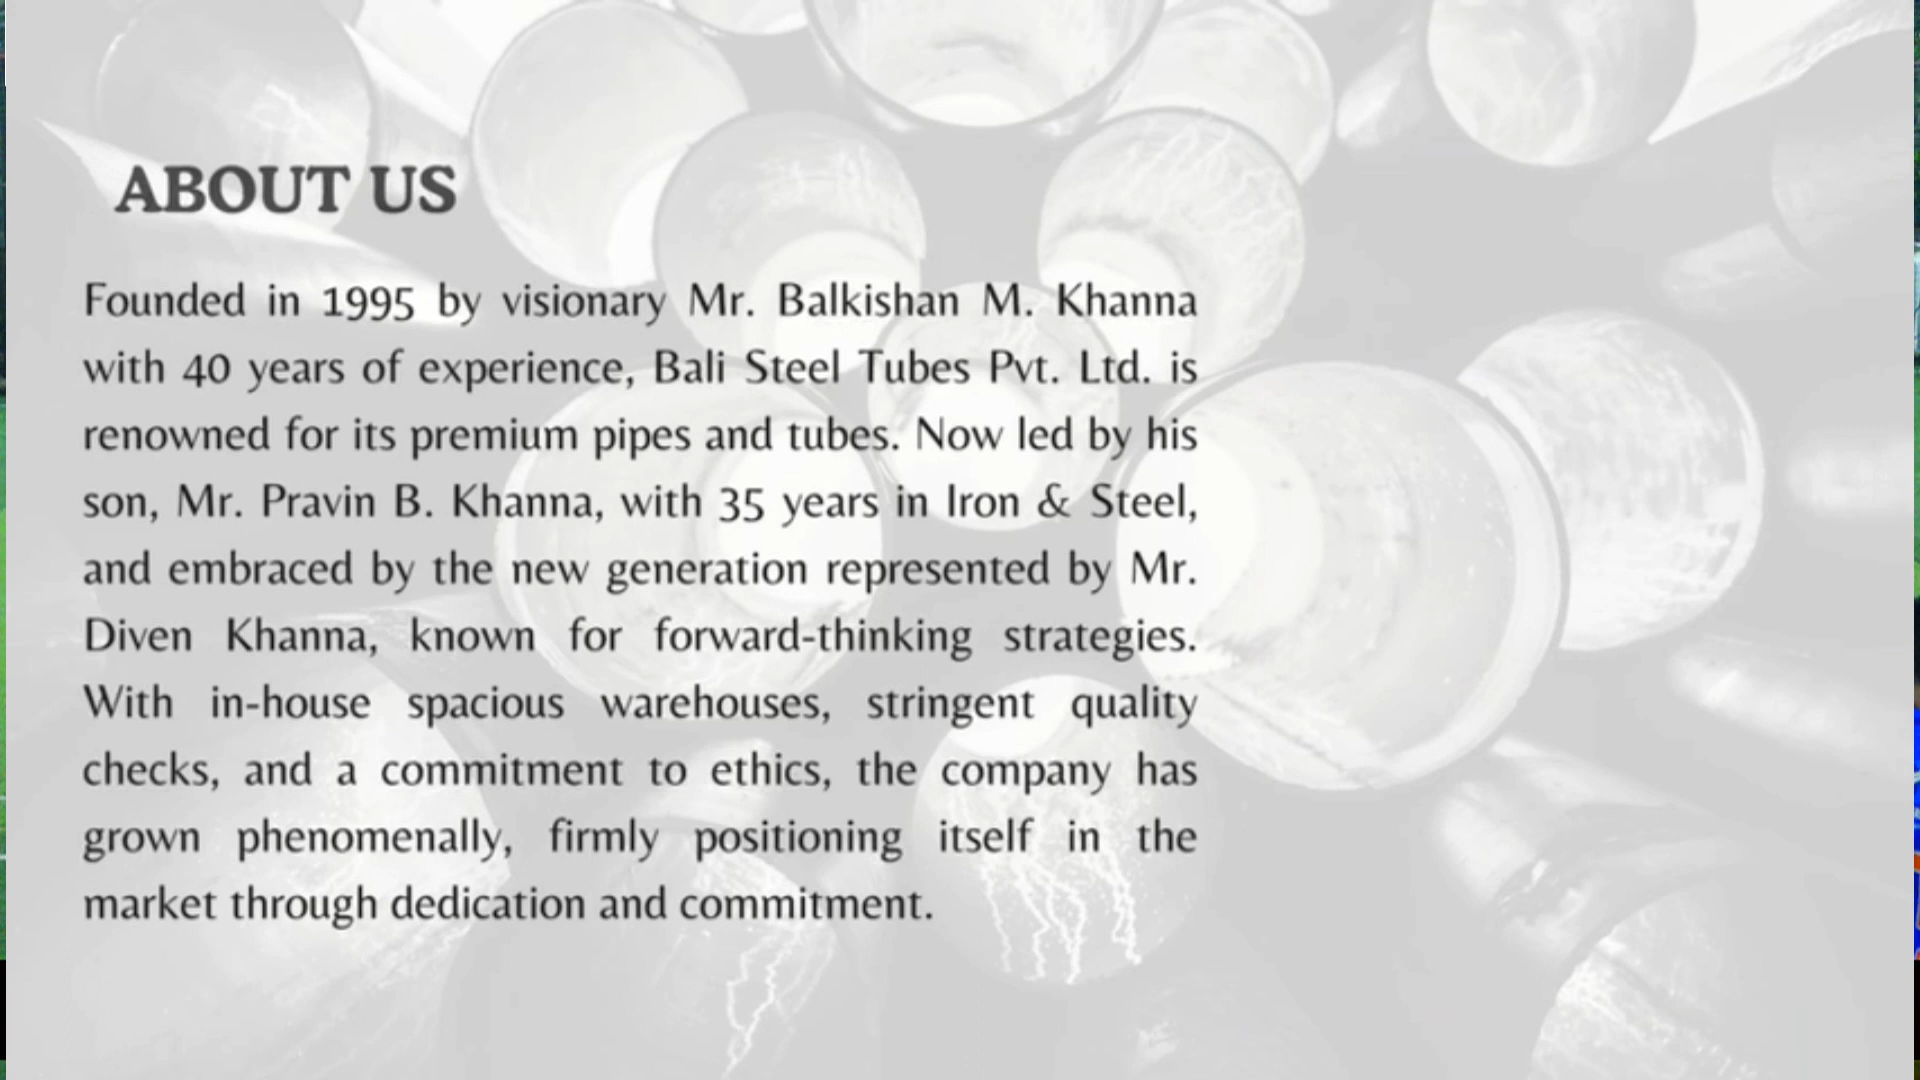 ABOUT US
Founded in 1995 by visionary Mr. Balkishan M. Khanna
with 40 years of experience, Bali Steel Tubes Pvt. Ltd. is
renowned for its premium pipes and tubes. Now led by his
son, Mr. Pravin B. Khanna, with 35 years in Iron & Steel,
and embraced by the new generation represented by Mr.
Diven Khanna, known for forward-thinking strategies.
With in-house spacious warehouses, stringent quality
checks, and a commitment to ethics, the company has
grown phenomenally, firmly positioning itself in the
market through dedication and commitment.